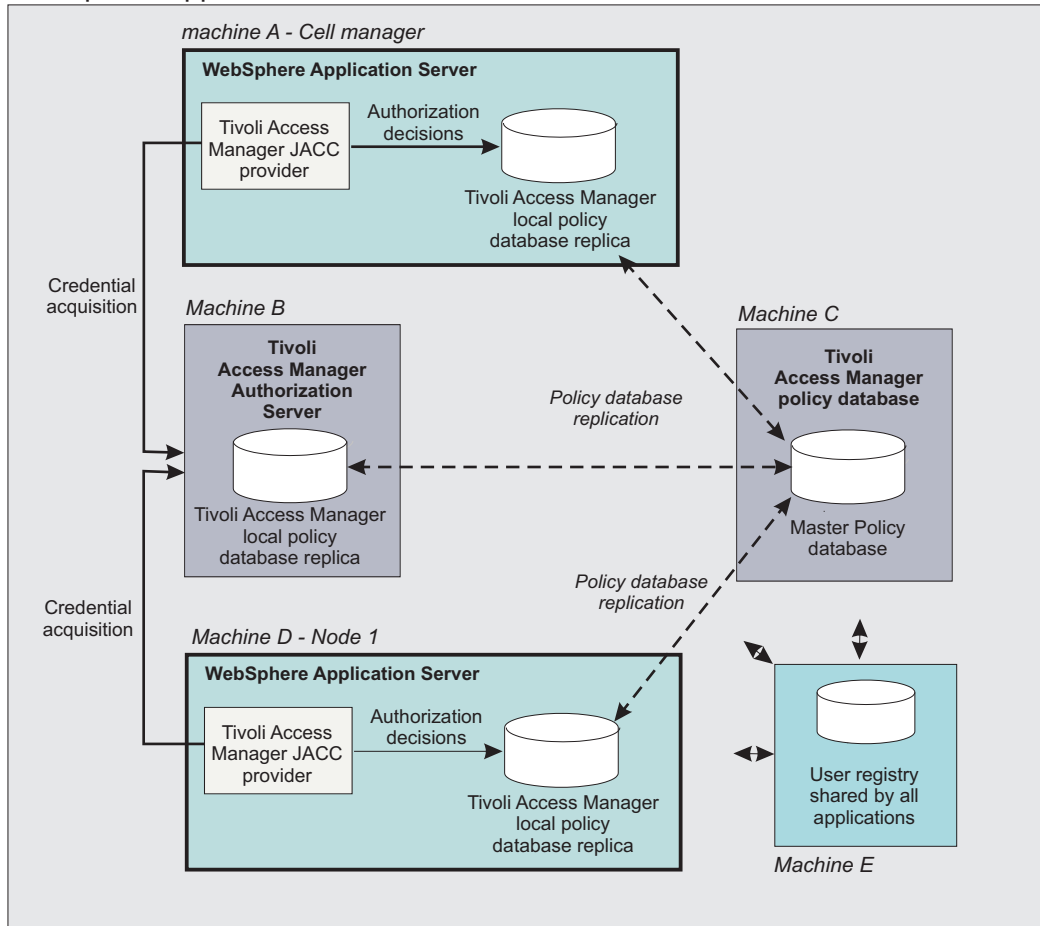 machine A - Cell manager
WebSphere Application Server
Tivoli Access
Manager JACC
provider
Authorization
decisions
Tivoli Access Manager
local policy
database replica
Credential
acquisition
Machine B
Tivoli
Access Manager
Authorization
Server
Tivoli Access Manager
local policy
database replica
Policy database
replication
Machine C
Tivoli
Access Manager
policy database
Master Policy
database
Policy database
replication
Credential
acquisition
Machine D - Node 1
WebSphere Application Server
Tivoli Access
Manager JACC
provider
Authorization
decisions
Tivoli Access Manager
local policy
database replica
User registry
shared by all
applications
Machine E